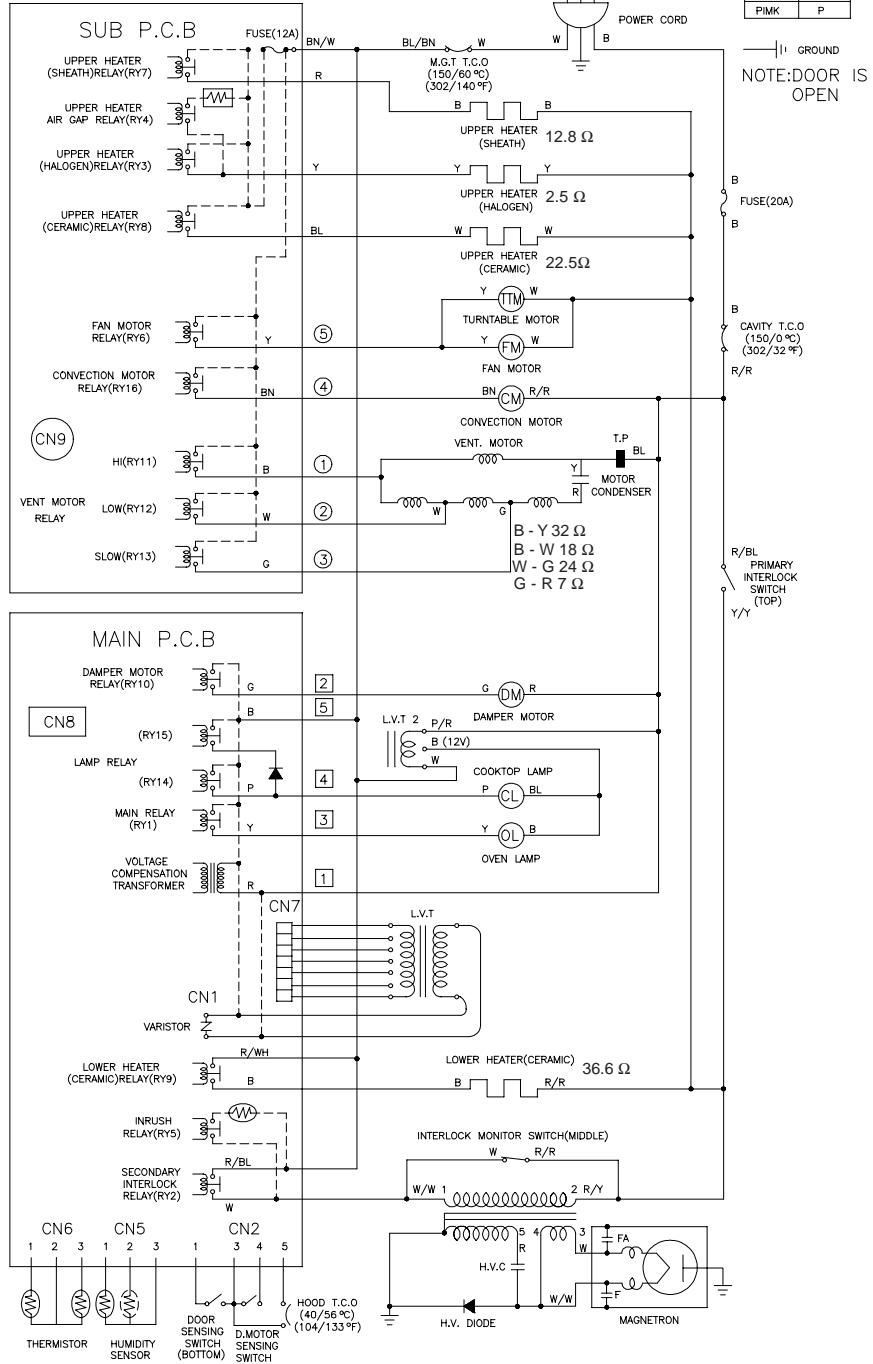 SUB P.C.B
FUSE(12A)
BN/W
BL/BN
W
W
B
POWER CORD
PIMK P
GROUND
NOTE:DOOR IS
OPEN
M.G.T T.C.O
(150/60 ºC)
(302/140 ºF)
UPPER HEATER
(SHEATH)RELAY(RY7)
R
B
B
UPPER HEATER
(SHEATH)
12.8 Ω
UPPER HEATER
AIR GAP RELAY(RY4)
UPPER HEATER
(HALOGEN)RELAY(RY3)
Y
Y
Y
UPPER HEATER
(HALOGEN)
2.5 Ω
B
FUSE(20A)
B
UPPER HEATER
(CERAMIC)RELAY(RY8)
BL
W
W
UPPER HEATER
(CERAMIC)
22.5Ω
Y
TTM
W
TURNTABLE MOTOR
FAN MOTOR
RELAY(RY6)
Y
5
Y
FM
W
FAN MOTOR
B
CAVITY T.C.O
(150/0 ºC)
(302/32 ºF)
R/R
CONVECTION MOTOR
RELAY(RY16)
BN
4
BN
CM
R/R
CONVECTION MOTOR
CN9
HI(RY11)
B
1
VENT. MOTOR
T.P
BL
Y
R
MOTOR
CONDENSER
VENT MOTOR
RELAY
LOW(RY12)
W
2
W
G
SLOW(RY13)
G
3
B - Y 32 Ω
B - W 18 Ω
W - G 24 Ω
G - R 7 Ω
R/BL
PRIMARY
INTERLOCK
SWITCH
(TOP)
Y/Y
MAIN P.C.B
DAMPER MOTOR
RELAY(RY10)
G
2
G
DM
R
DAMPER MOTOR
CN8
B
5
L.V.T 2
P/R
B (12V)
W
(RY15)
LAMP RELAY
(RY14)
P
4
COOKTOP LAMP
P
CL
BL
MAIN RELAY
(RY1)
Y
3
Y
OL
B
OVEN LAMP
VOLTAGE
COMPENSATION
TRANSFORMER
R
1
CN7
L.V.T
CN1
VARISTOR
R/WH
LOWER HEATER
(CERAMIC)RELAY(RY9)
B
LOWER HEATER(CERAMIC)
36.6 Ω
B
R/R
INRUSH
RELAY(RY5)
INTERLOCK MONITOR SWITCH(MIDDLE)
W
R/R
R/BL
SECONDARY
INTERLOCK
RELAY(RY2)
W
W/W
1
2
R/Y
5
4
3
R
W
H.V.C
W/W
H.V. DIODE
FA
F
MAGNETRON
CN6
CN5
CN2
1 2 3
1 2 3
1 3 4 5
THERMISTOR
HUMIDITY
SENSOR
DOOR
SENSING
SWITCH
(BOTTOM)
D.MOTOR
SENSING
SWITCH
HOOD T.C.O
(40/56 ºC)
(104/133 ºF)